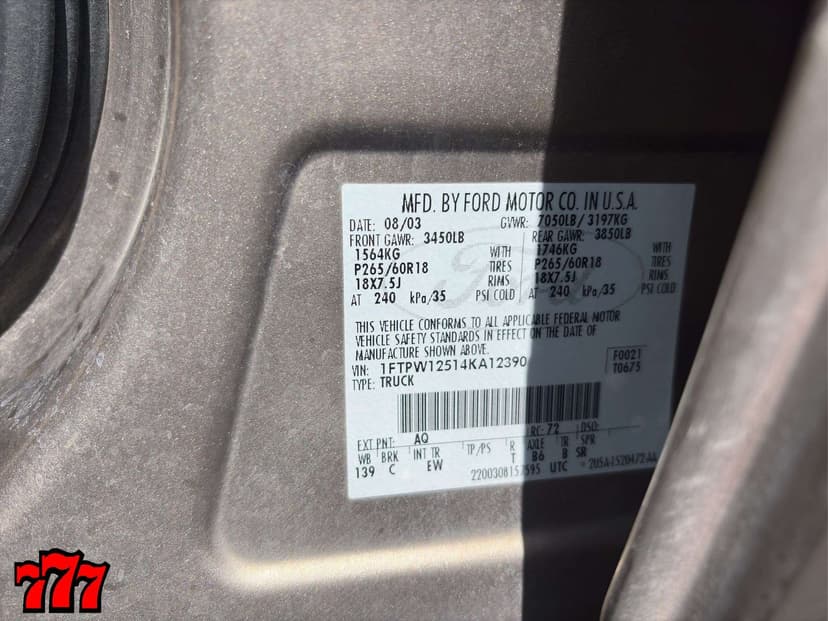 MFD. BY FORD MOTOR CO. IN U.S.A.
DATE: 08/03 GVWR: 7050LB/ 3197KG
FRONT GAWR: 3450LB REAR GAWR: 3850LB
1564KG WITH 1746KG WITH
P265/60R18 TIRES P265/60R18 TIRES
18X7.5J RIMS 18X7.5J RIMS
AT 240 kPa/35 PSI COLD AT 240 kPa/35 PSI COLD
THIS VEHICLE CONFORMS TO ALL APPLICABLE FEDERAL MOTOR
VEHICLE SAFETY STANDARDS IN EFFECT ON THE DATE OF
MANUFACTURE SHOWN ABOVE.
VIN: 1FTPW12514KA12390 F0021
TYPE: TRUCK T0675
EXT PNT: AQ RC: 72 DSO:
WB BRK INT TR TP/PS R AXLE TR SPR
139 C EW T B6 B SR
2200308157595 UTC
Ford
777